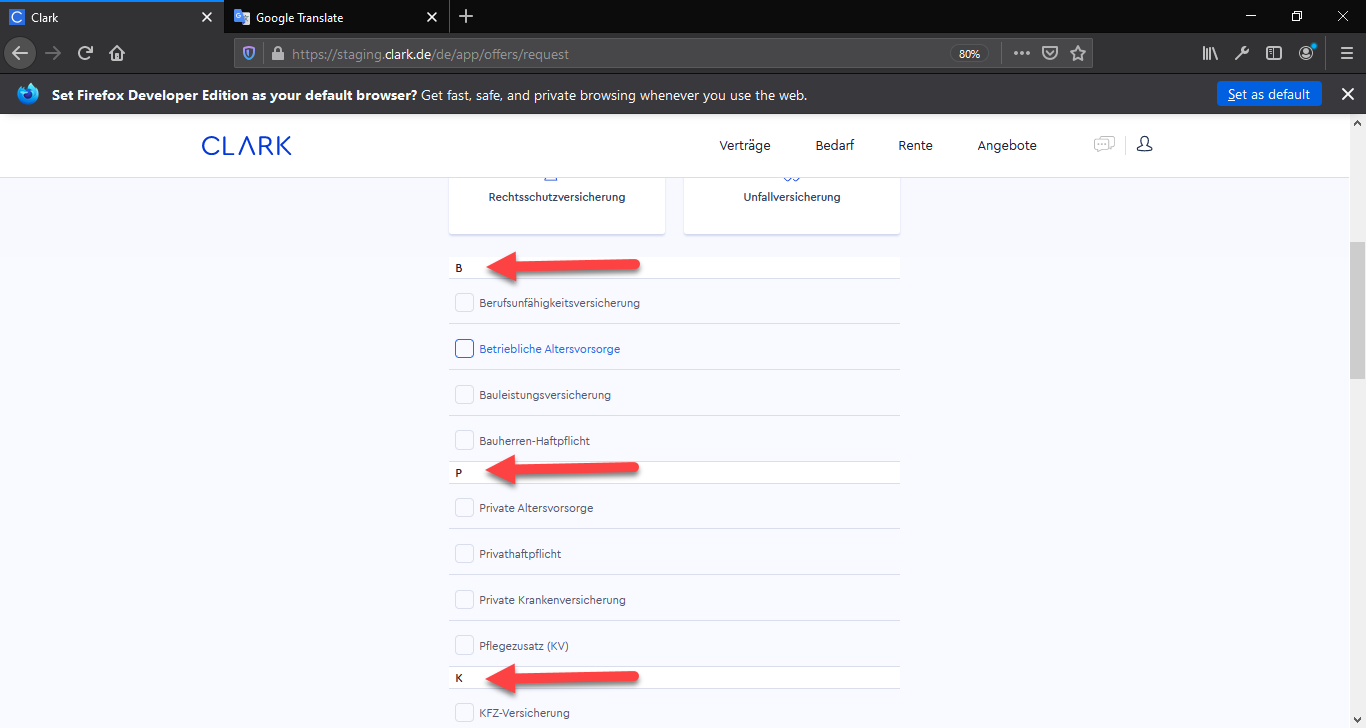 Clark
Google Translate
https://staging.clark.de/de/app/offers/request
80%
Set Firefox Developer Edition as your default browser? Get fast, safe, and private browsing whenever you use the web.
Set as default
CLARK
Verträge
Bedarf
Rente
Angebote
Rechtsschutzversicherung
Unfallversicherung
B
Berufsunfähigkeitsversicherung
Betriebliche Altersvorsorge
Bauleistungsversicherung
Bauherren-Haftpflicht
P
Private Altersvorsorge
Privathaftpflicht
Private Krankenversicherung
Pflegezusatz (KV)
K
KFZ-Versicherung